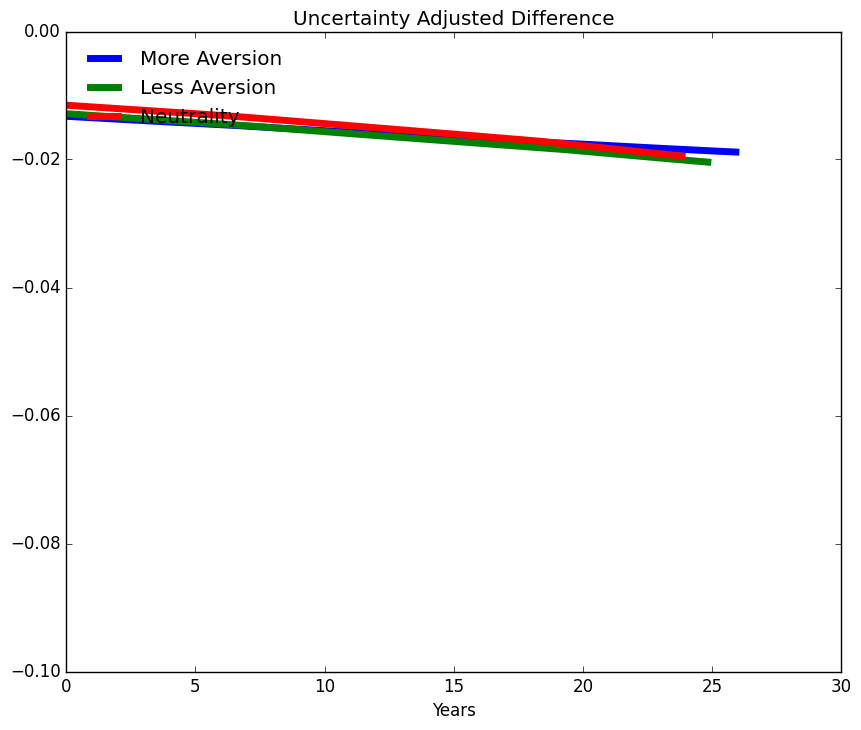 Uncertainty Adjusted Difference
0.00
−0.02
−0.04
−0.06
−0.08
−0.10
More Aversion
Less Aversion
Neutrality
0 5 10 15 20 25 30
Years